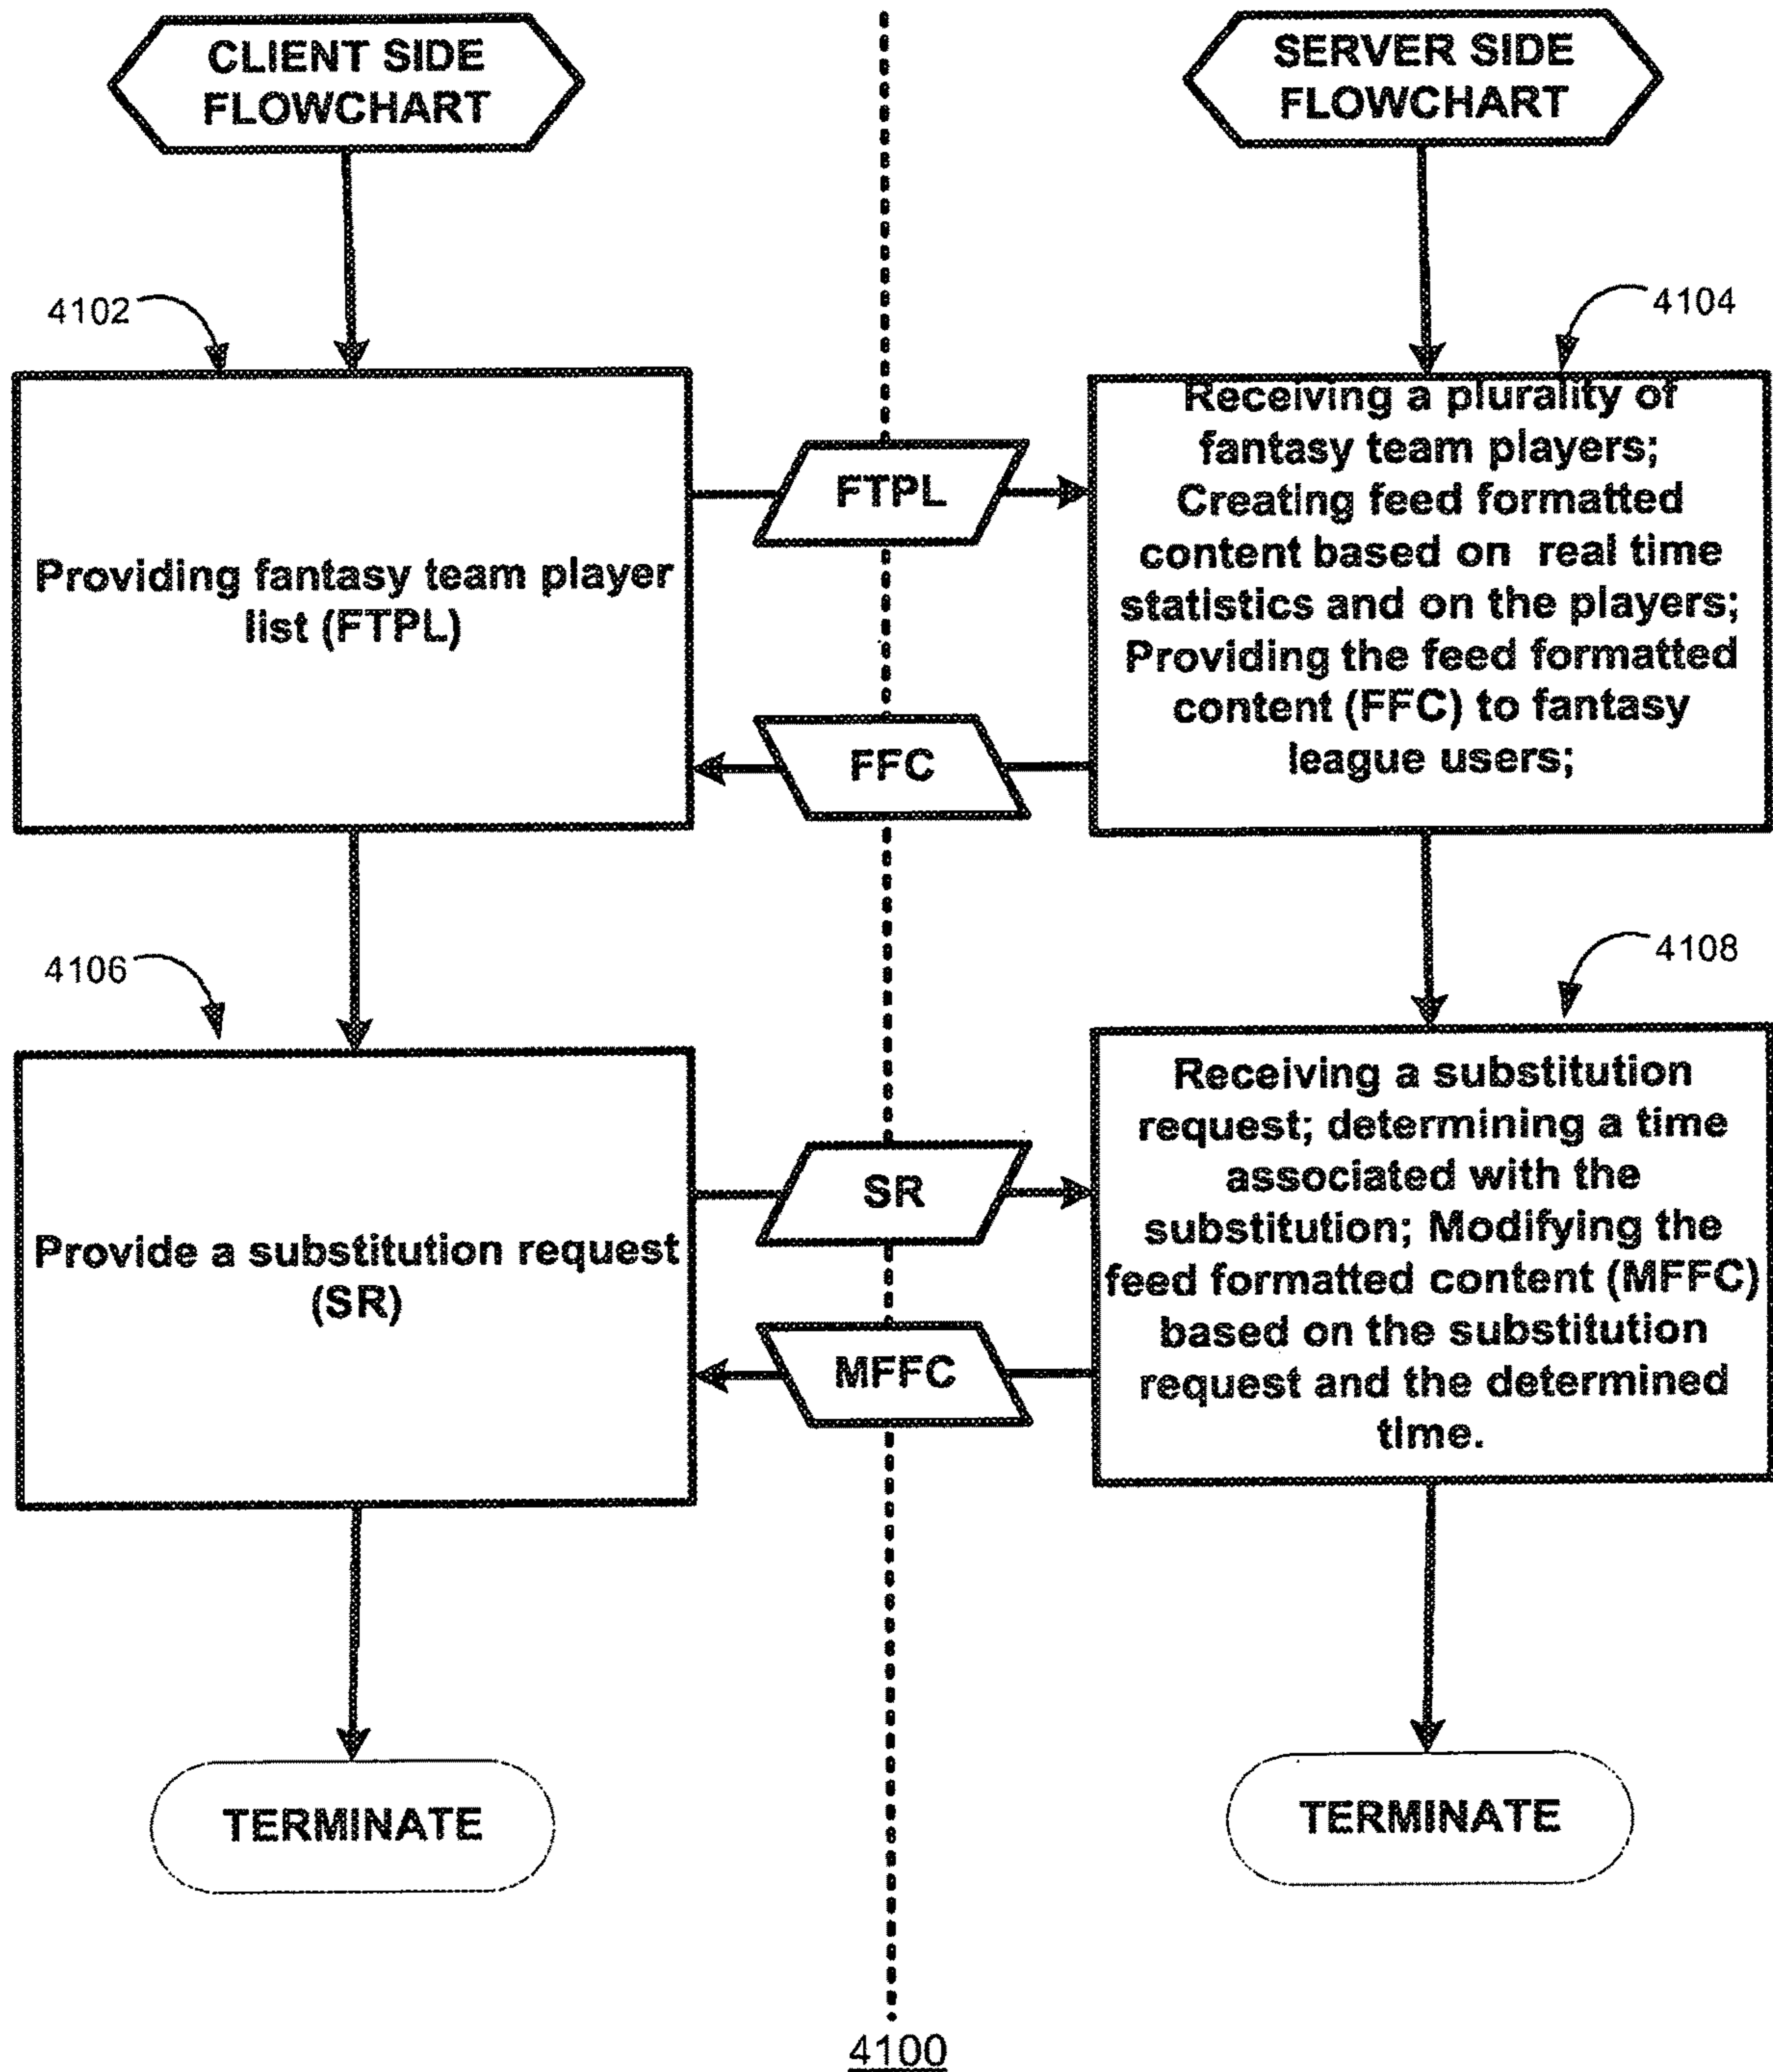 CLIENT SIDE
FLOWCHART
SERVER SIDE
FLOWCHART
4102
4104
Providing fantasy team player
list (FTPL)
FTPL
FFC
Receiving a plurality of
fantasy team players;
Creating feed formatted
content based on real time
statistics and on the players;
Providing the feed formatted
content (FFC) to fantasy
league users;
4106
4108
Provide a substitution request
(SR)
SR
MFFC
Receiving a substitution
request; determining a time
associated with the
substitution; Modifying the
feed formatted content (MFFC)
based on the substitution
request and the determined
time.
TERMINATE
TERMINATE
4100